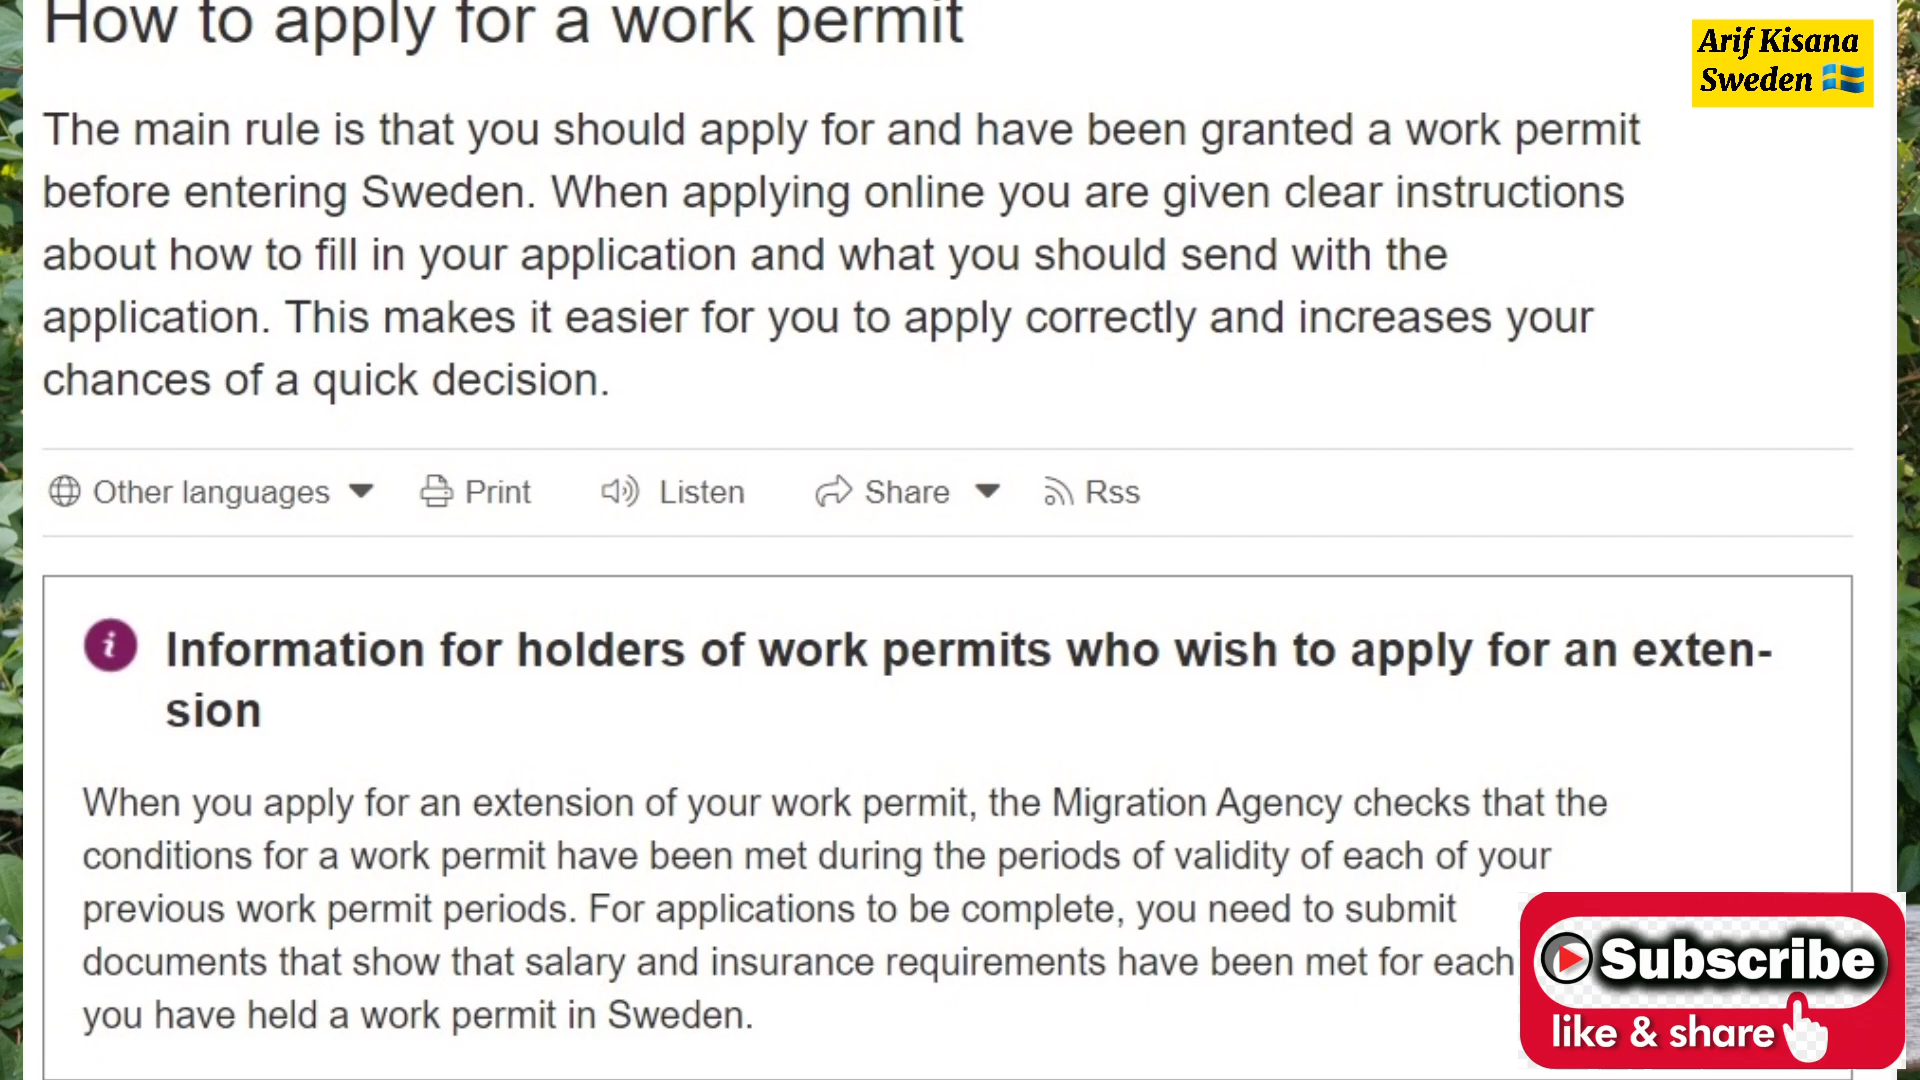 How to apply for a work permit
Arif Kisana
Sweden
The main rule is that you should apply for and have been granted a work permit
before entering Sweden. When applying online you are given clear instructions
about how to fill in your application and what you should send with the
application. This makes it easier for you to apply correctly and increases your
chances of a quick decision.
Other languages Print Listen Share Rss
Information for holders of work permits who wish to apply for an exten-
sion
When you apply for an extension of your work permit, the Migration Agency checks that the
conditions for a work permit have been met during the periods of validity of each of your
previous work permit periods. For applications to be complete, you need to submit
documents that show that salary and insurance requirements have been met for each
you have held a work permit in Sweden.
Subscribe
like & share